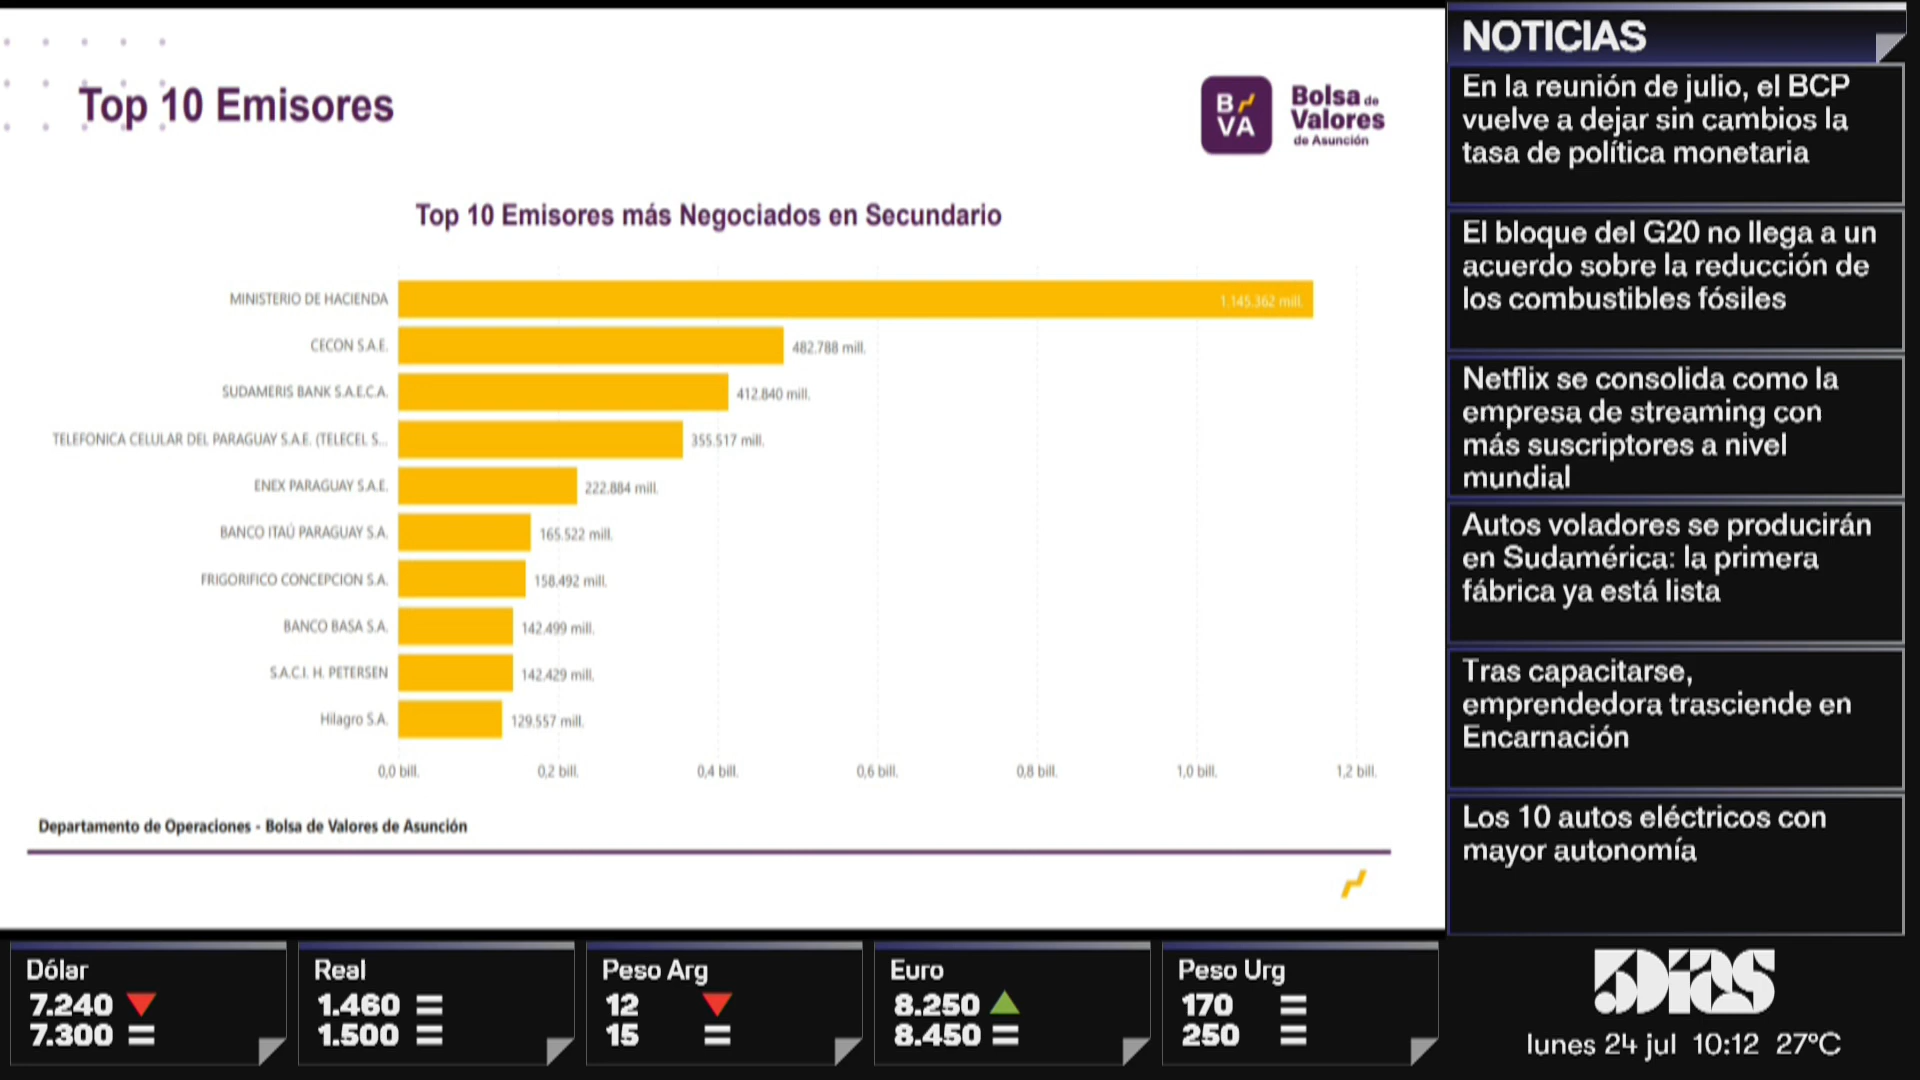 Top 10 Emisores
B VA
Bolsa de
Valores
de Asunción
Top 10 Emisores más Negociados en Secundario
MINISTERIO DE HACIENDA 1.145.362 mill.
CECON S.A.E. 482.788 mill.
SUDAMERIS BANK S.A.E.C.A. 412.840 mill.
TELEFONICA CELULAR DEL PARAGUAY S.A.E. (TELECEL S... 355.517 mill.
ENEX PARAGUAY S.A.E. 222.884 mill.
BANCO ITAÚ PARAGUAY S.A. 165.522 mill.
FRIGORIFICO CONCEPCION S.A. 158.492 mill.
BANCO BASA S.A. 142.499 mill.
S.A.C.I. H. PETERSEN 142.429 mill.
Hilagro S.A. 129.557 mill.
0,0 bill. 0,2 bill. 0,4 bill. 0,6 bill. 0,8 bill. 1,0 bill. 1,2 bill.
Departamento de Operaciones - Bolsa de Valores de Asunción
NOTICIAS
En la reunión de julio, el BCP
vuelve a dejar sin cambios la
tasa de política monetaria
El bloque del G20 no llega a un
acuerdo sobre la reducción de
los combustibles fósiles
Netflix se consolida como la
empresa de streaming con
más suscriptores a nivel
mundial
Autos voladores se producirán
en Sudamérica: la primera
fábrica ya está lista
Tras capacitarse,
emprendedora trasciende en
Encarnación
Los 10 autos eléctricos con
mayor autonomía
Dólar
7.240
7.300
Real
1.460
1.500
Peso Arg
12
15
Euro
8.250
8.450
Peso Urg
170
250
5Días
lunes 24 jul 10:12 27°C